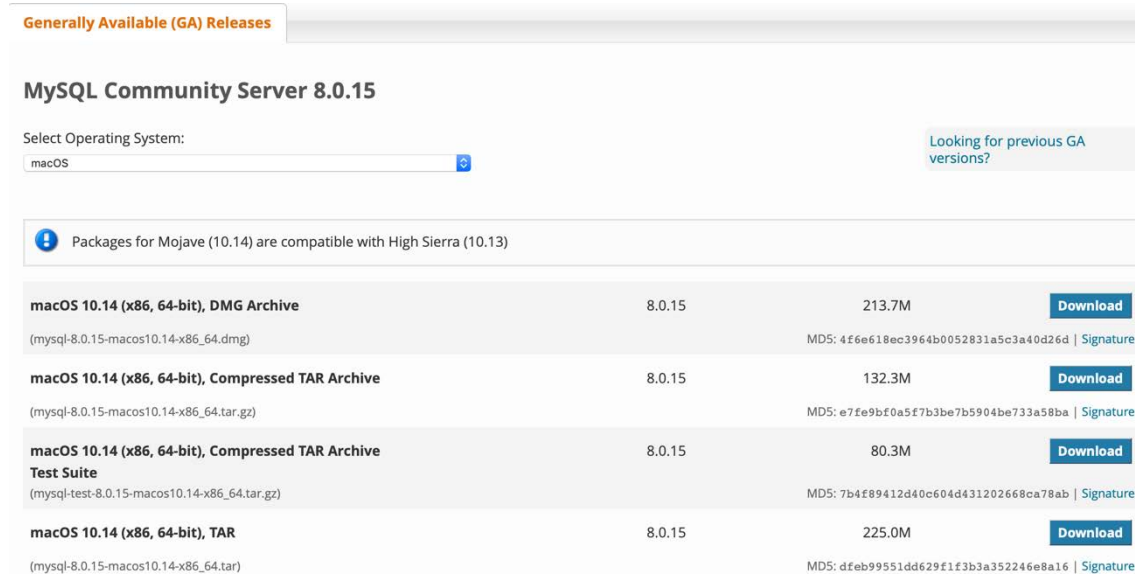 Generally Available (GA) Releases
MySQL Community Server 8.0.15
Select Operating System:
macOS
Looking for previous GA
versions?
Packages for Mojave (10.14) are compatible with High Sierra (10.13)
macOS 10.14 (x86, 64-bit), DMG Archive 8.0.15 213.7M Download
(mysql-8.0.15-macos10.14-x86_64.dmg) MD5: 4f6e618ec3964b0052831a5c3a40d26d | Signature
macOS 10.14 (x86, 64-bit), Compressed TAR Archive 8.0.15 132.3M Download
(mysql-8.0.15-macos10.14-x86_64.tar.gz) MD5: e7fe9bf0a5f7b3be7b5904be733a58ba | Signature
macOS 10.14 (x86, 64-bit), Compressed TAR Archive 8.0.15 80.3M Download
Test Suite
(mysql-test-8.0.15-macos10.14-x86_64.tar.gz) MD5: 7b4f89412d40c604d431202668ca78ab | Signature
macOS 10.14 (x86, 64-bit), TAR 8.0.15 225.0M Download
(mysql-8.0.15-macos10.14-x86_64.tar) MD5: dfeb99551dd629f1f3b3a352246e8a16 | Signature